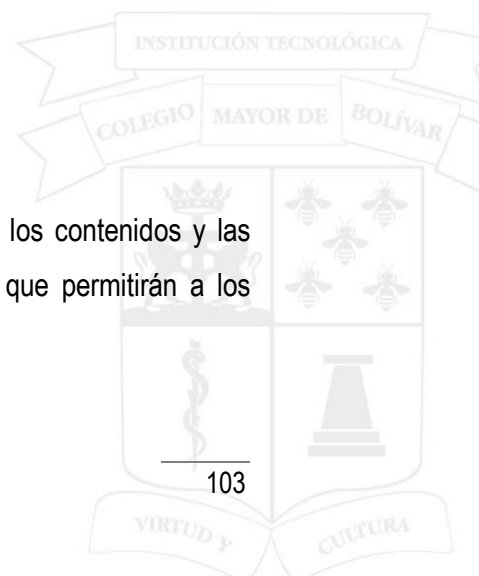 INSTITUCIÓN TECNOLÓGICA
COLEGIO MAYOR DE BOLÍVAR
los contenidos y las
que permitirán a los
103
VIRTUD Y CULTURA